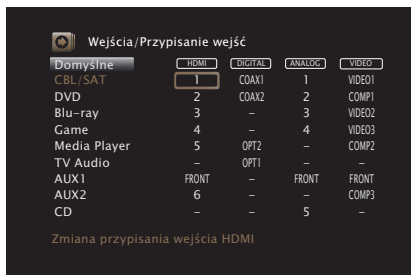 Wejścia/Przypisanie wejść
Domyślne HDMI DIGITAL ANALOG VIDEO
CBL/SAT 1 COAX1 1 VIDEO1
DVD 2 COAX2 2 COMP1
Blu-ray 3 – 3 VIDEO2
Game 4 – 4 VIDEO3
Media Player 5 OPT2 – COMP2
TV Audio – OPT1 – –
AUX1 FRONT – FRONT FRONT
AUX2 6 – – COMP3
CD – – 5 –
Zmiana przypisania wejścia HDMI